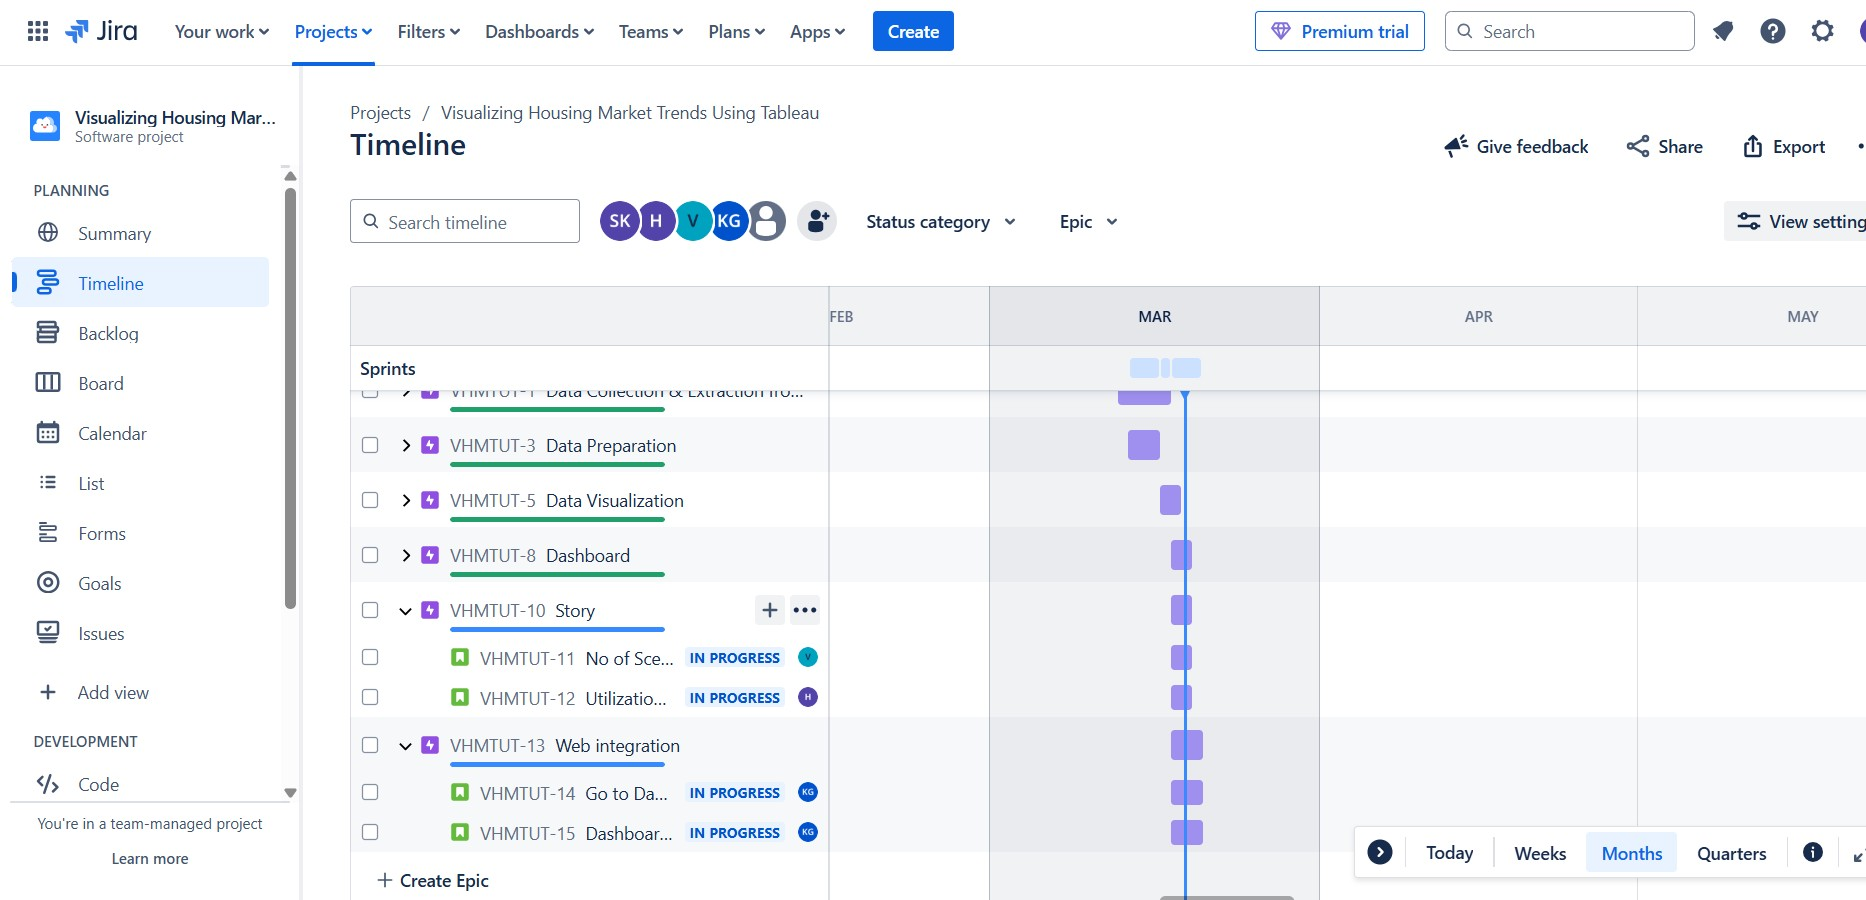 Jira
Your work
Projects
Filters
Dashboards
Teams
Plans
Apps
Create
Premium trial
Search
Visualizing Housing Mar...
Software project
PLANNING
Summary
Timeline
Backlog
Board
Calendar
List
Forms
Goals
Issues
Add view
DEVELOPMENT
Code
You're in a team-managed project
Learn more
Projects / Visualizing Housing Market Trends Using Tableau
Timeline
Give feedback
Share
Export
Search timeline
SK H V KG
Status category
Epic
View setting
FEB MAR APR MAY
Sprints
VHMTUT-1 Data Collection & Extraction fro...
VHMTUT-3 Data Preparation
VHMTUT-5 Data Visualization
VHMTUT-8 Dashboard
VHMTUT-10 Story
VHMTUT-11 No of Sce... IN PROGRESS V
VHMTUT-12 Utilizatio... IN PROGRESS H
VHMTUT-13 Web integration
VHMTUT-14 Go to Da... IN PROGRESS KG
VHMTUT-15 Dashboar... IN PROGRESS KG
+ Create Epic
Today
Weeks
Months
Quarters